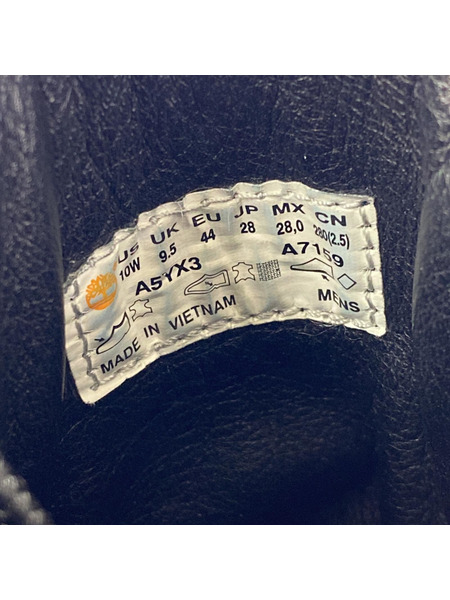 US UK EU JP MX CN
10W 9.5 44 28 28,0 280(2.5)
A5YX3 A7159
MADE IN VIETNAM MENS